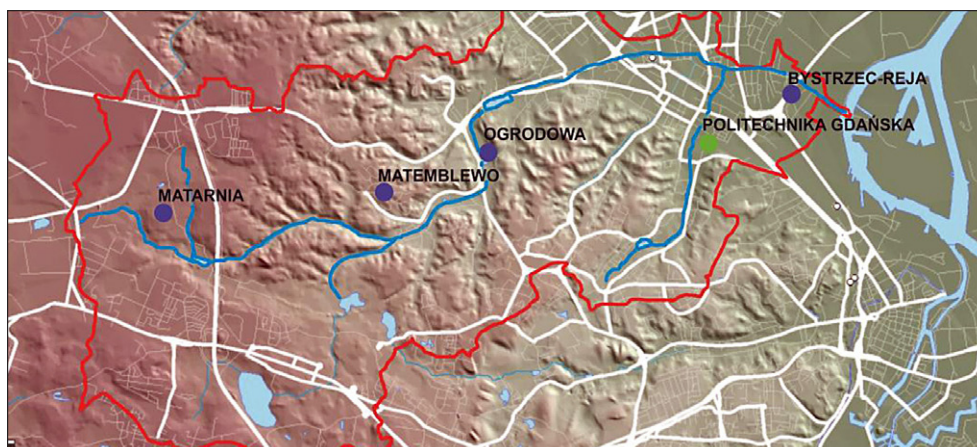 BYSTRZEC-REJA
POLITECHNIKA GDAŃSKA
OGRODOWA
MATEMBLEWO
MATARNIA